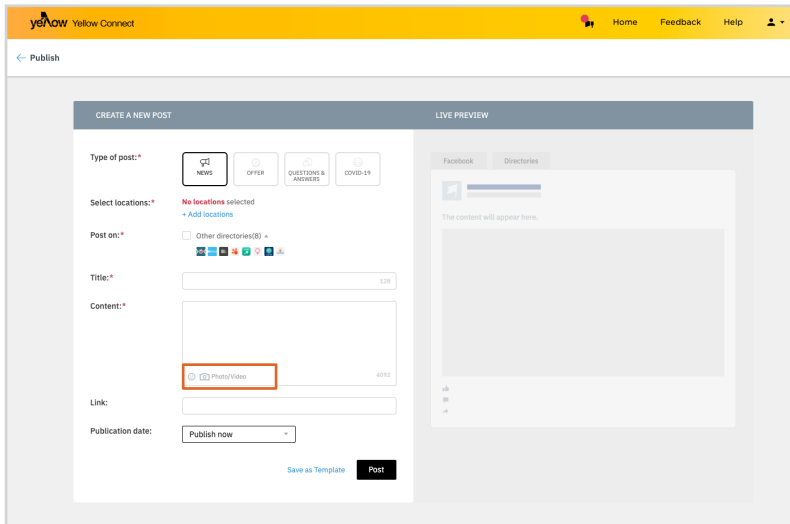 yellow Yellow Connect
Home Feedback Help
Publish
CREATE A NEW POST
LIVE PREVIEW
Type of post:*
NEWS
OFFER
QUESTIONS & ANSWERS
COVID-19
Facebook Directories
Select locations:*
No locations selected
+ Add locations
The content will appear here.
Post on:*
Other directories(8)
Title:*
128
Content:*
Photo/Video
4092
Link:
Publication date:
Publish now
Save as Template
Post